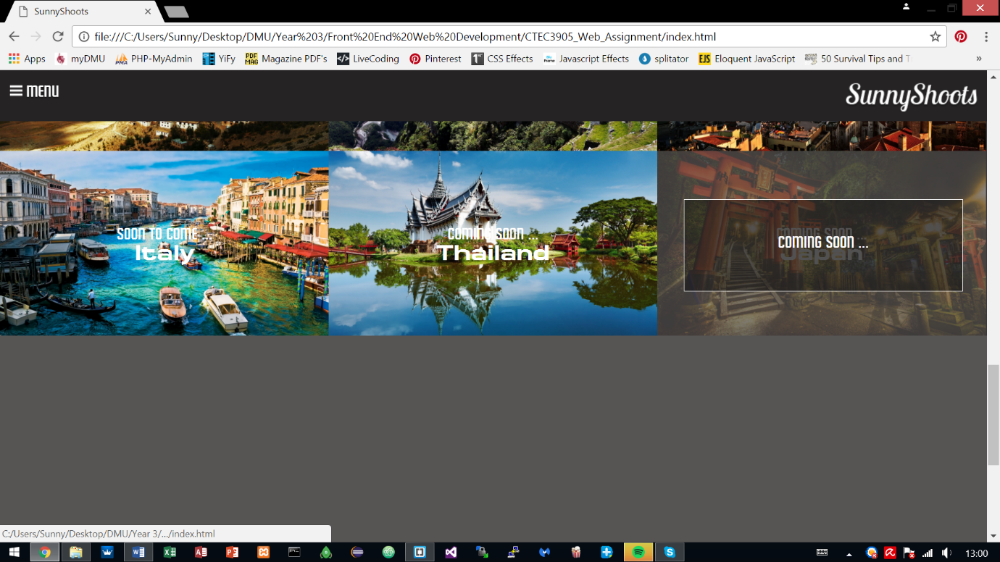 SunnyShoots
file:///C:/Users/Sunny/Desktop/DMU/Year%203/Front%20End%20Web%20Development/CTEC3905_Web_Assignment/index.html
Apps myDMU PHP-MyAdmin YiFy Magazine PDF's LiveCoding Pinterest CSS Effects Javascript Effects splitator Eloquent JavaScript 50 Survival Tips and T
MENU
SunnyShoots
SOON TO COME ...
Italy
COMING SOON ...
Thailand
COMING SOON
COMING SOON ...
Japan
C:/Users/Sunny/Desktop/DMU/Year 3/.../index.html
13:00